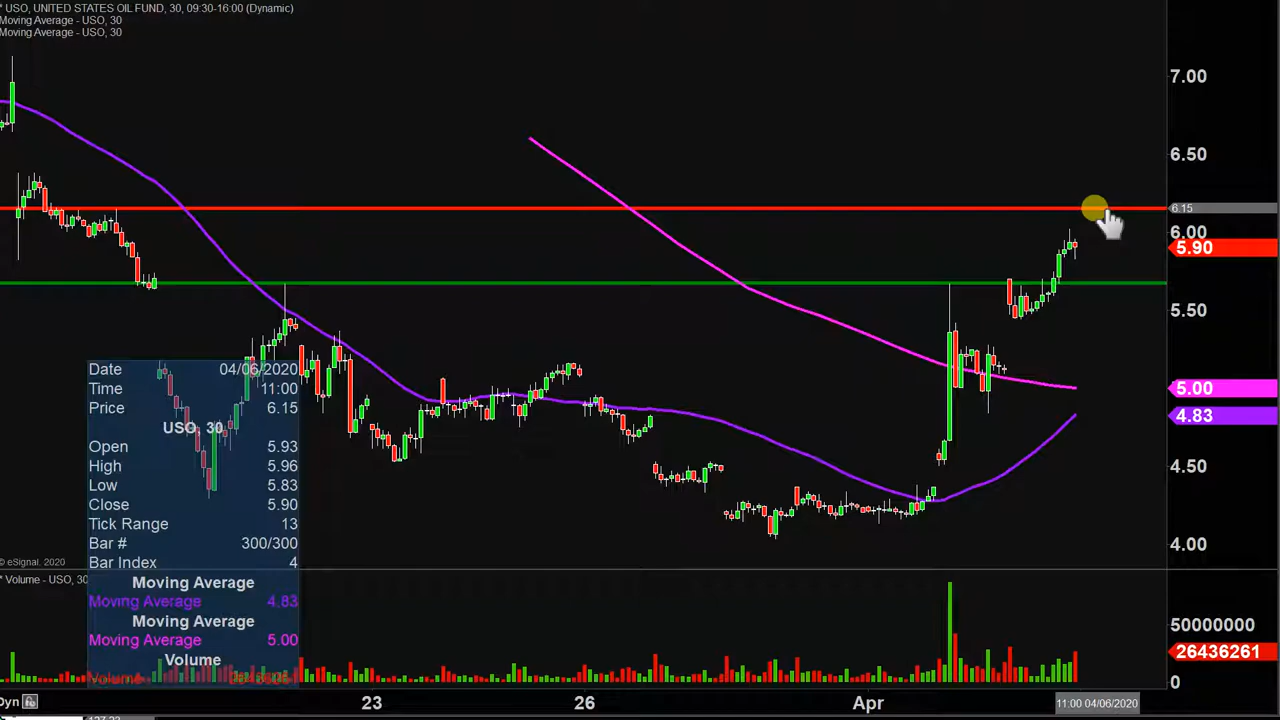 * USO, UNITED STATES OIL FUND, 30, 09:30-16:00 (Dynamic)
Moving Average - USO, 30
Moving Average - USO, 30
7.00
6.50
6.15
6.00
5.90
5.50
5.00
4.83
4.50
4.00
Date 04/06/2020
Time 11:00
Price 6.15
USO, 30
Open 5.93
High 5.96
Low 5.83
Close 5.90
Tick Range 13
Bar # 300/300
Bar Index 4
Moving Average
Moving Average 4.83
Moving Average
Moving Average 5.00
Volume
Volume
© eSignal, 2020
* Volume - USO, 30
50000000
26436261
0
Dyn
23
26
Apr
11:00 04/06/2020